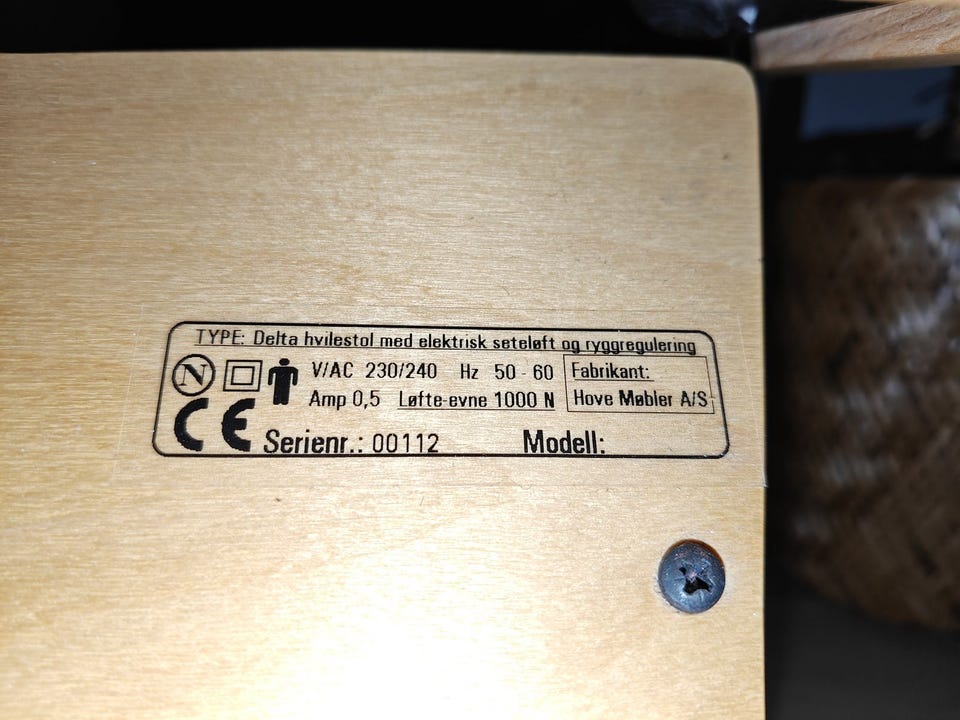 TYPE: Delta hvilestol med elektrisk seteløft og ryggregulering
N V/AC 230/240 Hz 50 - 60 Fabrikant:
Amp 0,5 Løfte-evne 1000 N Hove Møbler A/S
CE Serienr.: 00112 Modell: